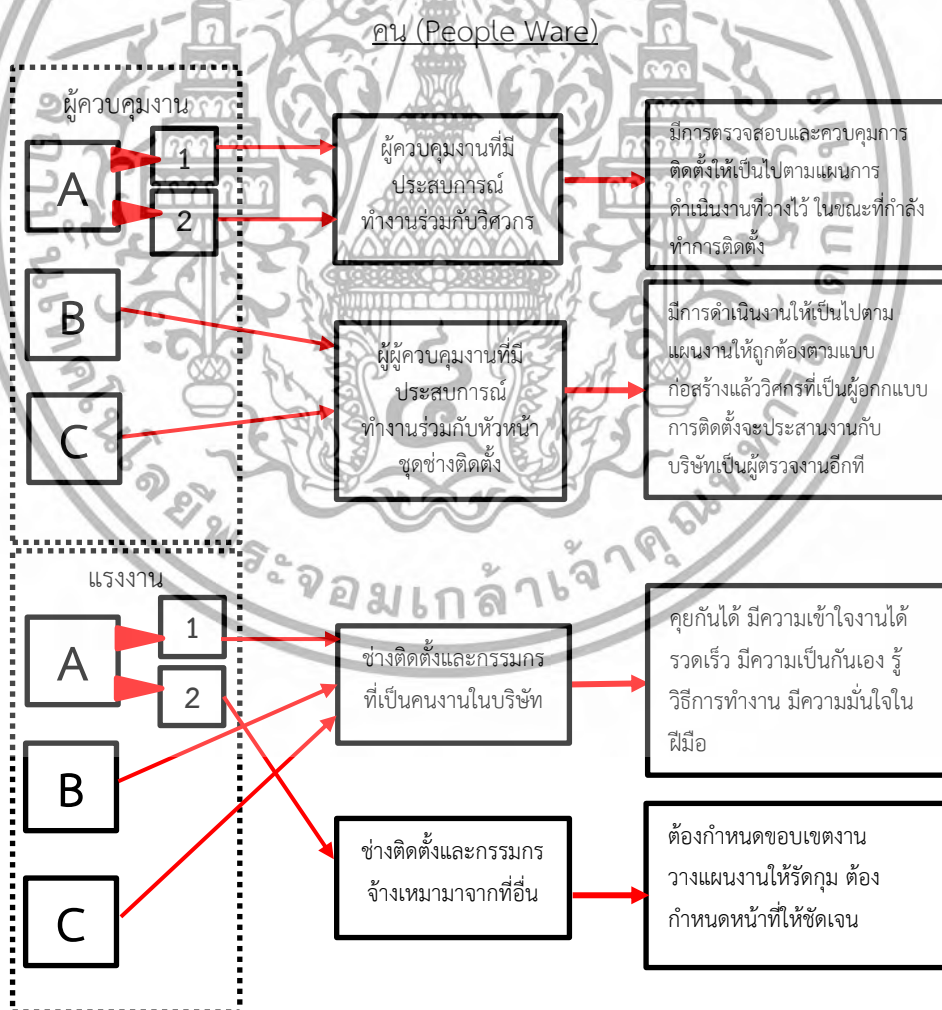 คน (People Ware)
ผู้ควบคุมงาน
A
1
2
B
C
ผู้ควบคุมงานที่มี
ประสบการณ์
ทำงานร่วมกับวิศวกร
มีการตรวจสอบและควบคุมการ
ติดตั้งให้เป็นไปตามแผนการ
ดำเนินงานที่วางไว้ ในขณะที่กำลัง
ทำการติดตั้ง
ผู้ผู้ควบคุมงานที่มี
ประสบการณ์
ทำงานร่วมกับหัวหน้า
ชุดช่างติดตั้ง
มีการดำเนินงานให้เป็นไปตาม
แผนงานให้ถูกต้องตามแบบ
ก่อสร้างแล้ววิศกรที่เป็นผู้อกกแบบ
การติดตั้งจะประสานงานกับ
บริษัทเป็นผู้ตรวจงานอีกที
แรงงาน
A
1
2
B
C
ช่างติดตั้งและกรรมกร
ที่เป็นคนงานในบริษัท
คุยกันได้ มีความเข้าใจงานได้
รวดเร็ว มีความเป็นกันเอง รู้
วิธีการทำงาน มีความมั่นใจใน
ฝีมือ
ช่างติดตั้งและกรรมกร
จ้างเหมามาจากที่อื่น
ต้องกำหนดขอบเขตงาน
วางแผนงานให้รัดกุม ต้อง
กำหนดหน้าที่ให้ชัดเจน
พระจอมเกล้าเจ้าคุณ